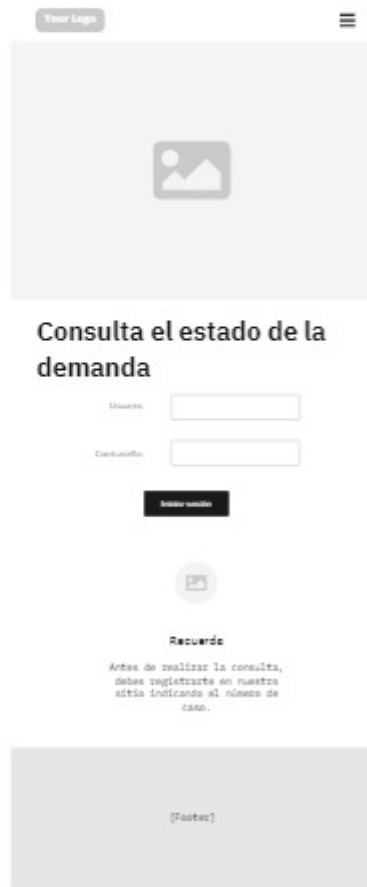 Your Logo
Consulta el estado de la
demanda
Usuario
Contraseña
Iniciar sesión
Recuerda
Antes de realizar la consulta,
debes registrarte en nuestro
sitio indicando el número de
caso.
[Footer]